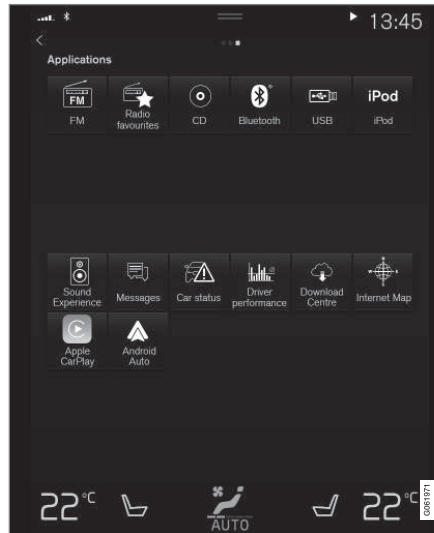 13:45
Applications
FM
iPod
FM
Radio
favourites
CD
Bluetooth
USB
iPod
Sound
Experience
Messages
Car status
Driver
performance
Download
Centre
Internet Map
Apple
CarPlay
Android
Auto
22°C
AUTO
22°C
G061971